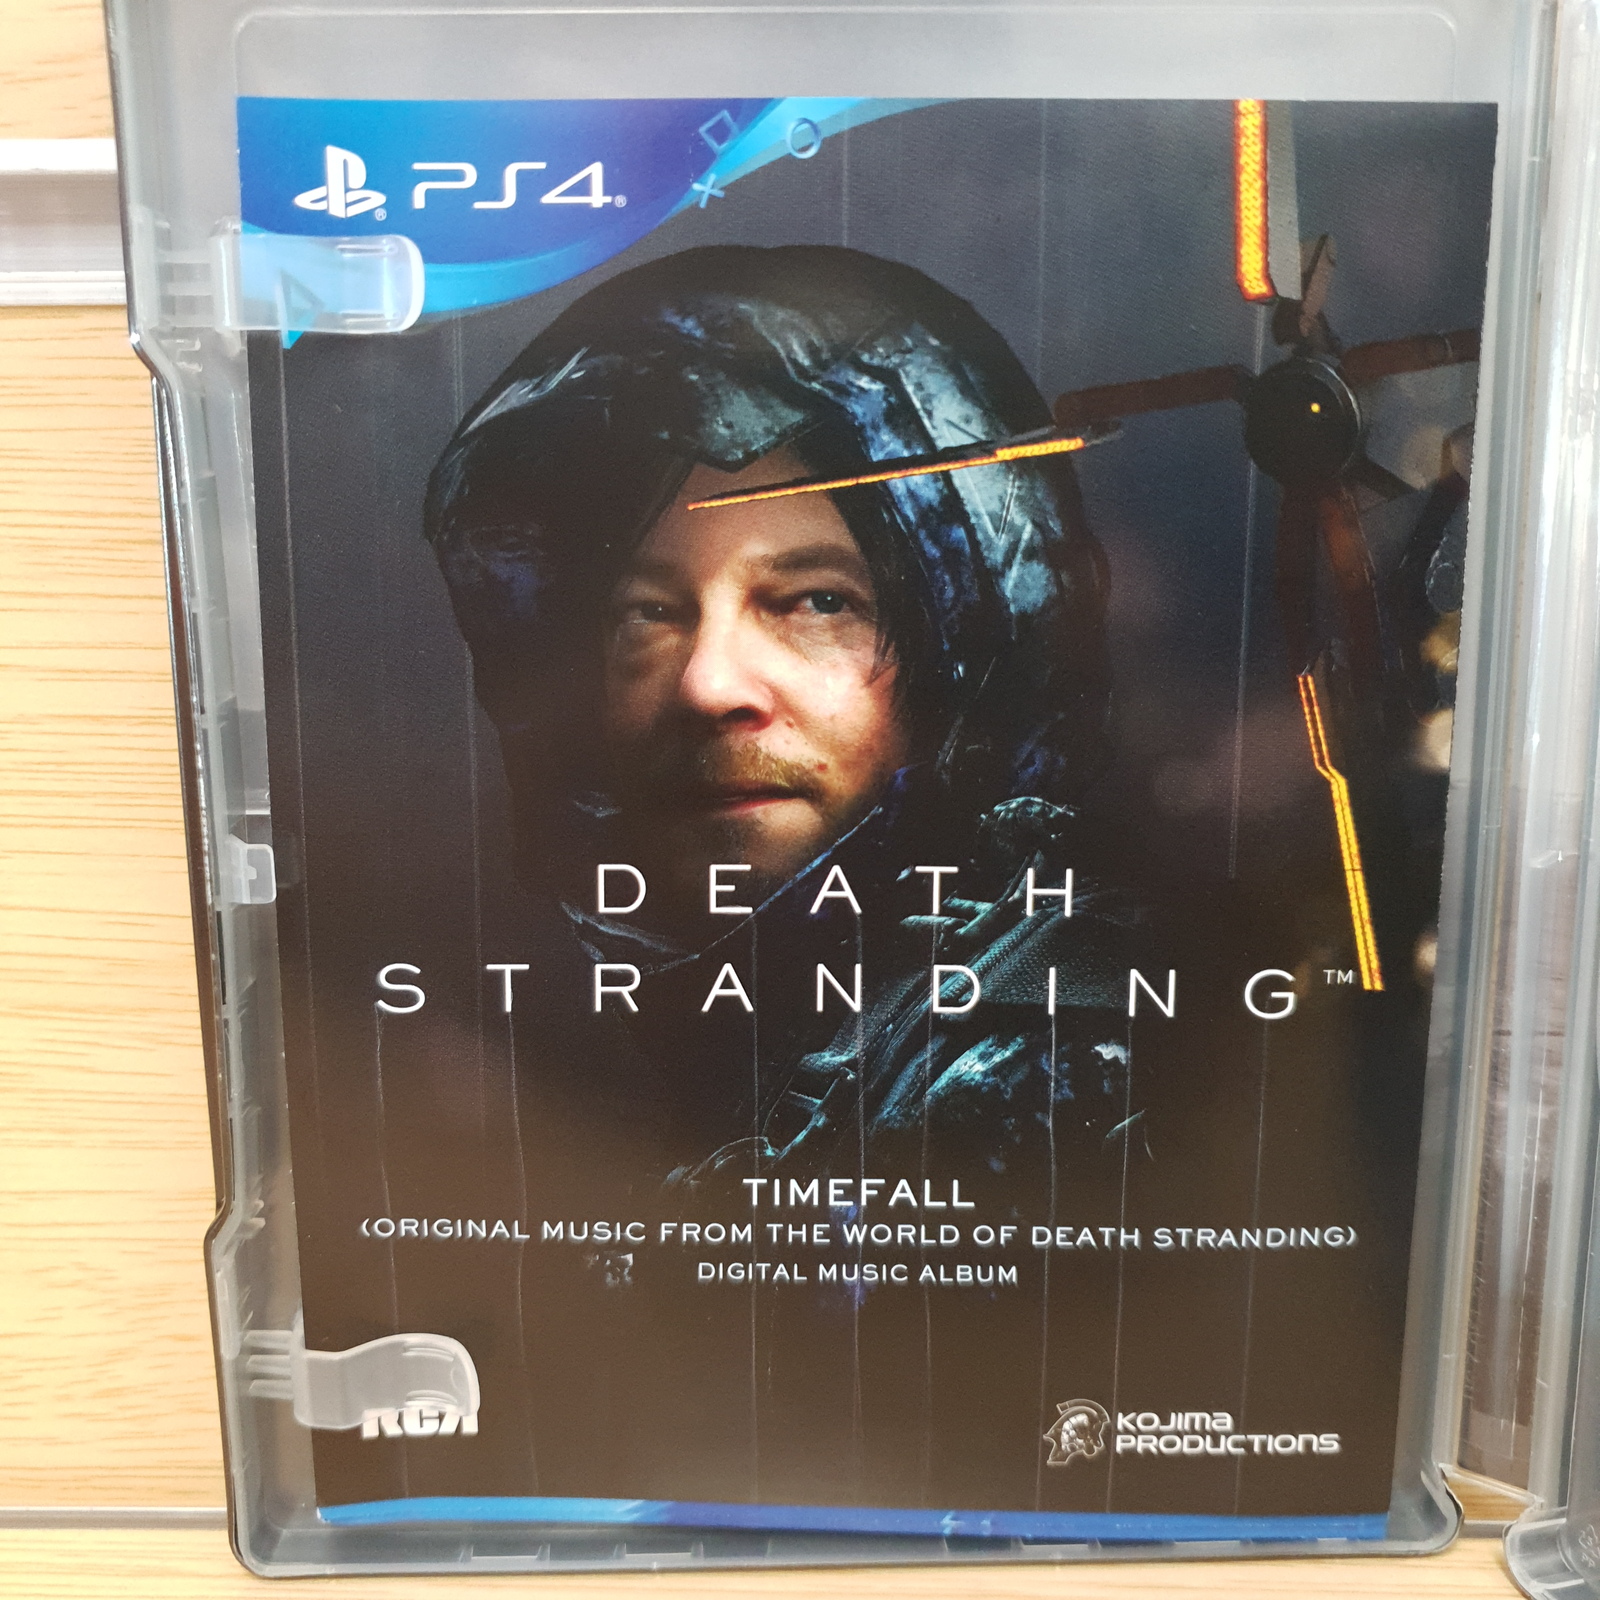 PS4
DEATH
STRANDING™
TIMEFALL
(ORIGINAL MUSIC FROM THE WORLD OF DEATH STRANDING)
DIGITAL MUSIC ALBUM
RCA
KOJIMA
PRODUCTIONS